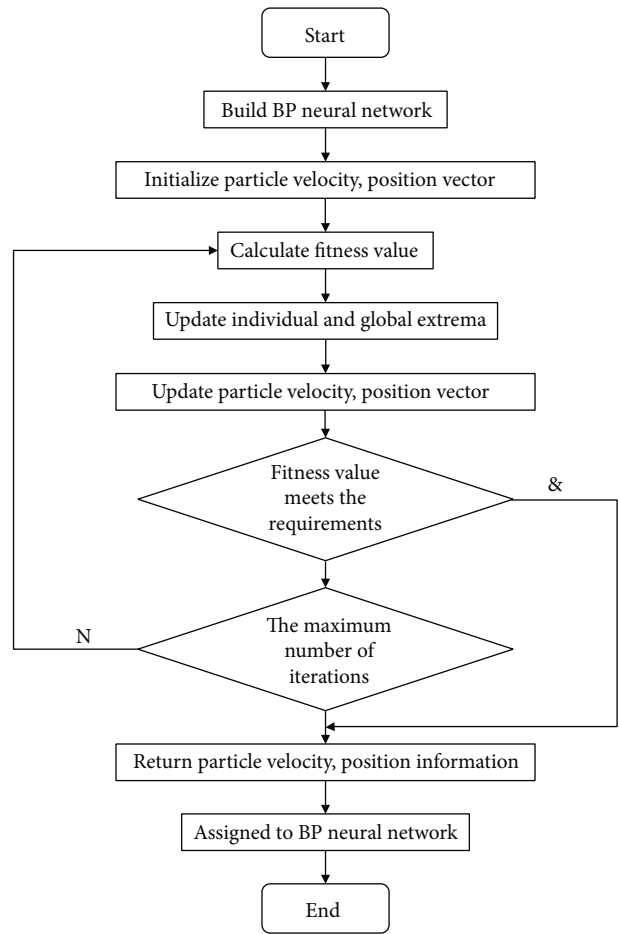 Start
Build BP neural network
Initialize particle velocity, position vector
Calculate fitness value
Update individual and global extrema
Update particle velocity, position vector
Fitness value
meets the
requirements
&
N
The maximum
number of
iterations
Return particle velocity, position information
Assigned to BP neural network
End